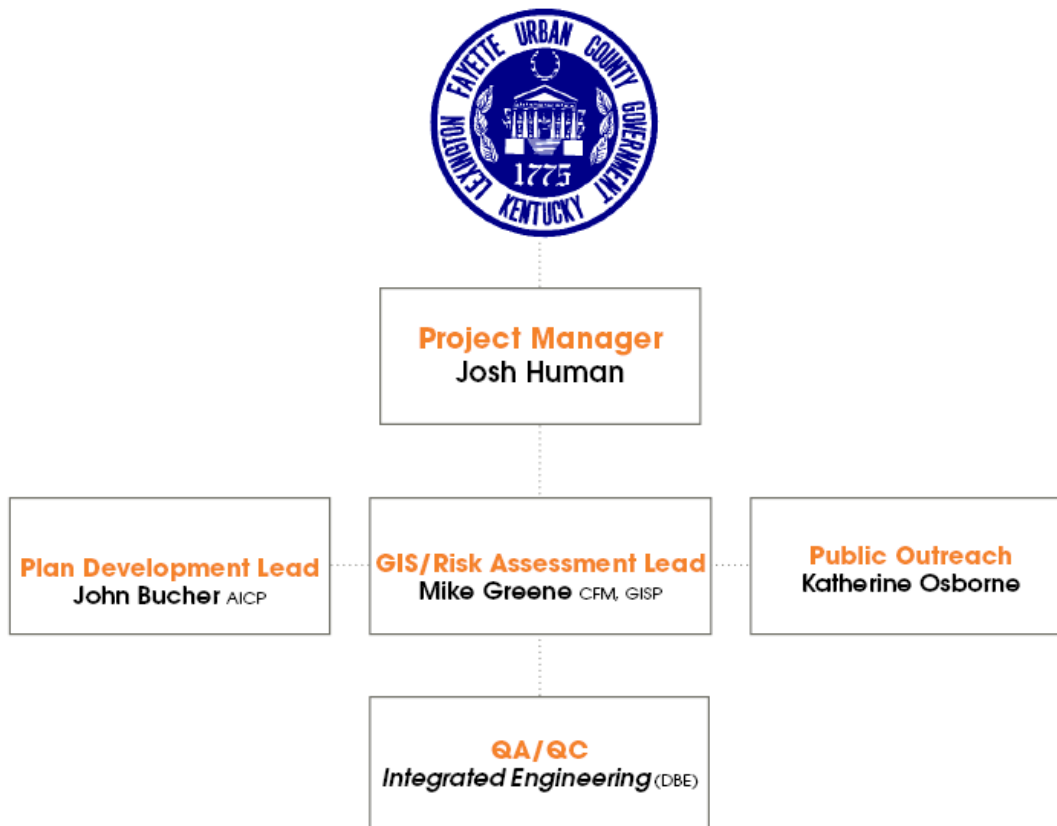 LEXINGTON FAYETTE URBAN COUNTY GOVERNMENT
1775
KENTUCKY
Project Manager
Josh Human
Plan Development Lead
John Bucher AICP
GIS/Risk Assessment Lead
Mike Greene CFM, GISP
Public Outreach
Katherine Osborne
QA/QC
Integrated Engineering (DBE)